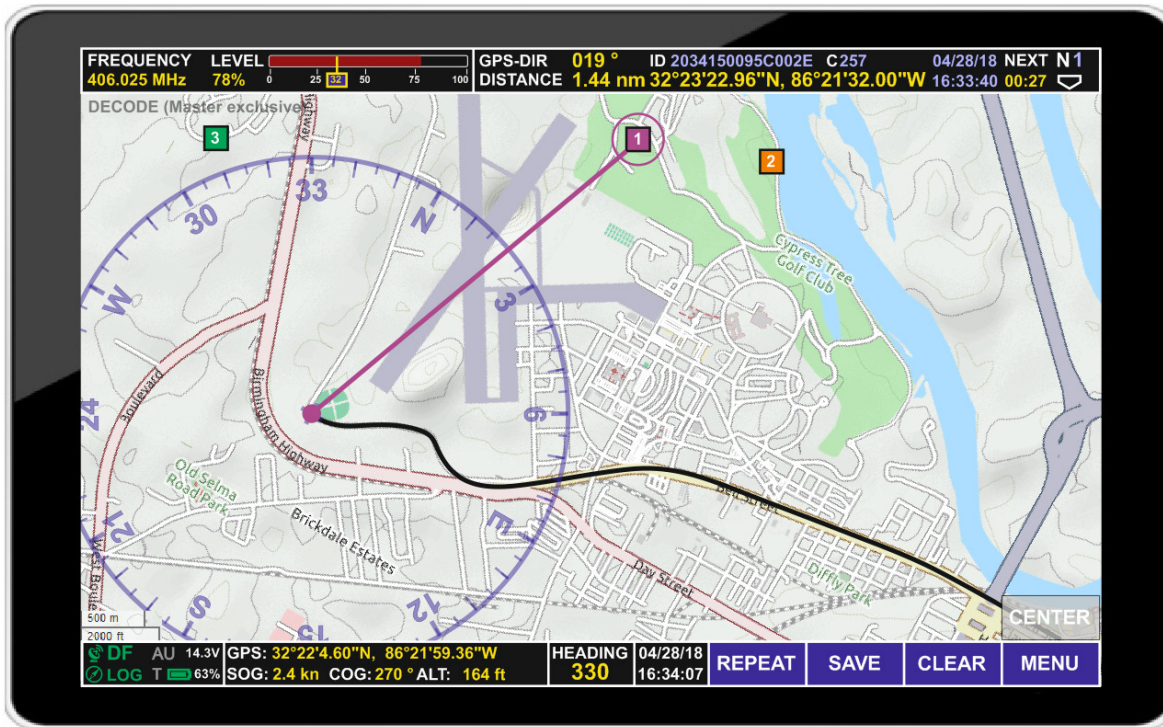 FREQUENCY LEVEL
406.025 MHz 78% 0 25 32 50 75 100
GPS-DIR 019 ° ID 2034150095C002E C 257 04/28/18 NEXT N 1
DISTANCE 1.44 nm 32°23'22.96"N, 86°21'32.00"W 16:33:40 00:27
DECODE (Master exclusive)
Highway
3
1
2
33
30
N
W
3
Cypress Tree
Golf Club
24
6
Boulevard
Birmingham Highway
Old Selma
Road Park
21
E
Bell Street
Brickdale Estates
Day Street
Diffly Park
12
S
15
500 m
2000 ft
CENTER
DF AU 14.3V GPS: 32°22'4.60"N, 86°21'59.36"W
LOG T 63% SOG: 2.4 kn COG: 270 ° ALT: 164 ft
HEADING
330
04/28/18
16:34:07
REPEAT SAVE CLEAR MENU